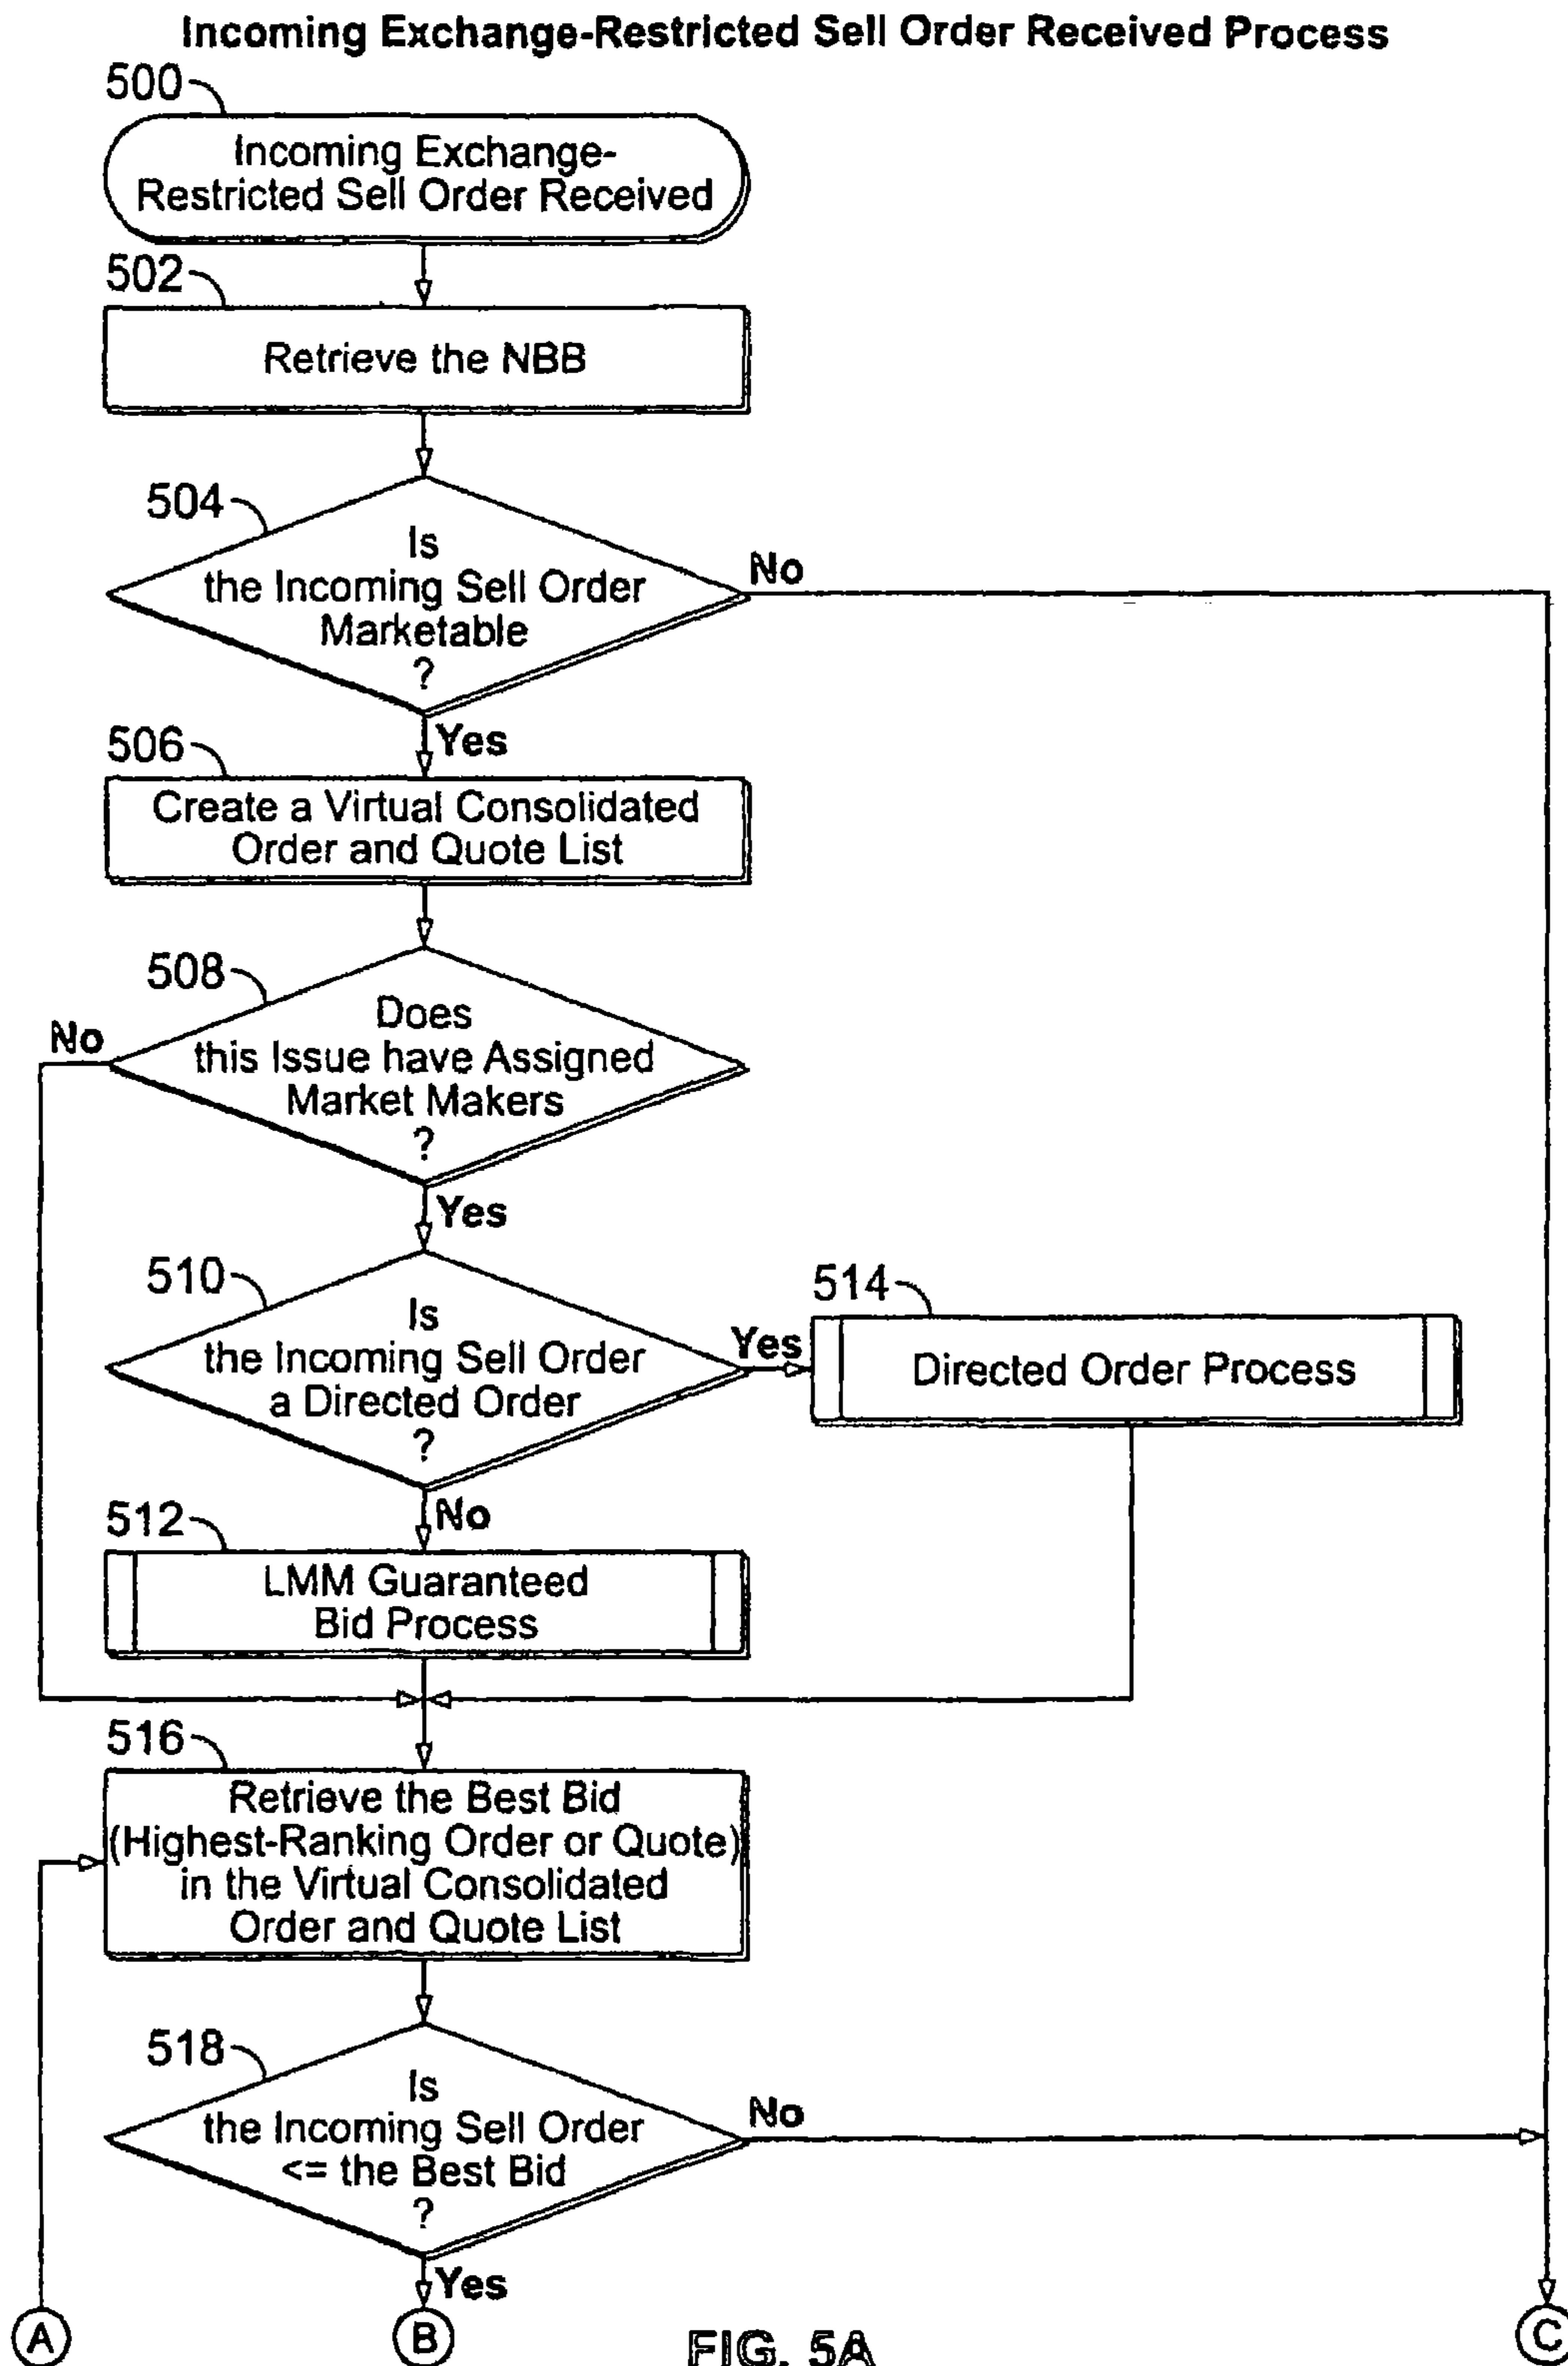 Incoming Exchange-Restricted Sell Order Received Process
500
Incoming Exchange-
Restricted Sell Order Received
502
Retrieve the NBB
504
Is
the Incoming Sell Order
Marketable
?
No
Yes
506
Create a Virtual Consolidated
Order and Quote List
508
Does
this Issue have Assigned
Market Makers
?
No
Yes
510
Is
the Incoming Sell Order
a Directed Order
?
Yes
514
Directed Order Process
No
512
LMM Guaranteed
Bid Process
516
Retrieve the Best Bid
(Highest-Ranking Order or Quote)
in the Virtual Consolidated
Order and Quote List
518
Is
the Incoming Sell Order
<= the Best Bid
?
No
Yes
A
B
C
FIG. 5A